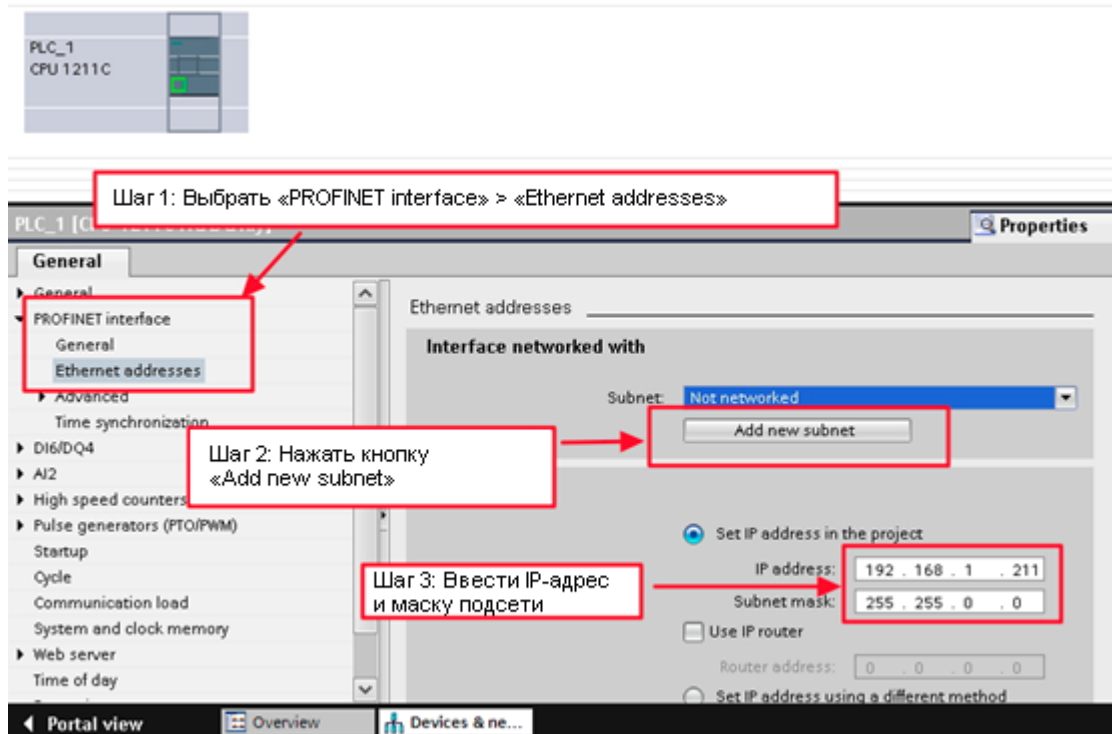 PLC_1
CPU 1211C
Шаг 1: Выбрать «PROFINET interface» > «Ethernet addresses»
PLC_1
Properties
General
General
PROFINET interface
General
Ethernet addresses
Advanced
Time synchronization
DI6/DQ4
AI2
High speed counters
Pulse generators (PTO/PWM)
Startup
Cycle
Communication load
System and clock memory
Web server
Time of day
Ethernet addresses
Interface networked with
Subnet: Not networked
Add new subnet
Шаг 2: Нажать кнопку
«Add new subnet»
Set IP address in the project
IP address: 192 . 168 . 1 . 211
Шаг 3: Ввести IP-адрес
и маску подсети
Subnet mask: 255 . 255 . 0 . 0
Use IP router
Router address: 0 . 0 . 0 . 0
Set IP address using a different method
Portal view
Overview
Devices & ne...